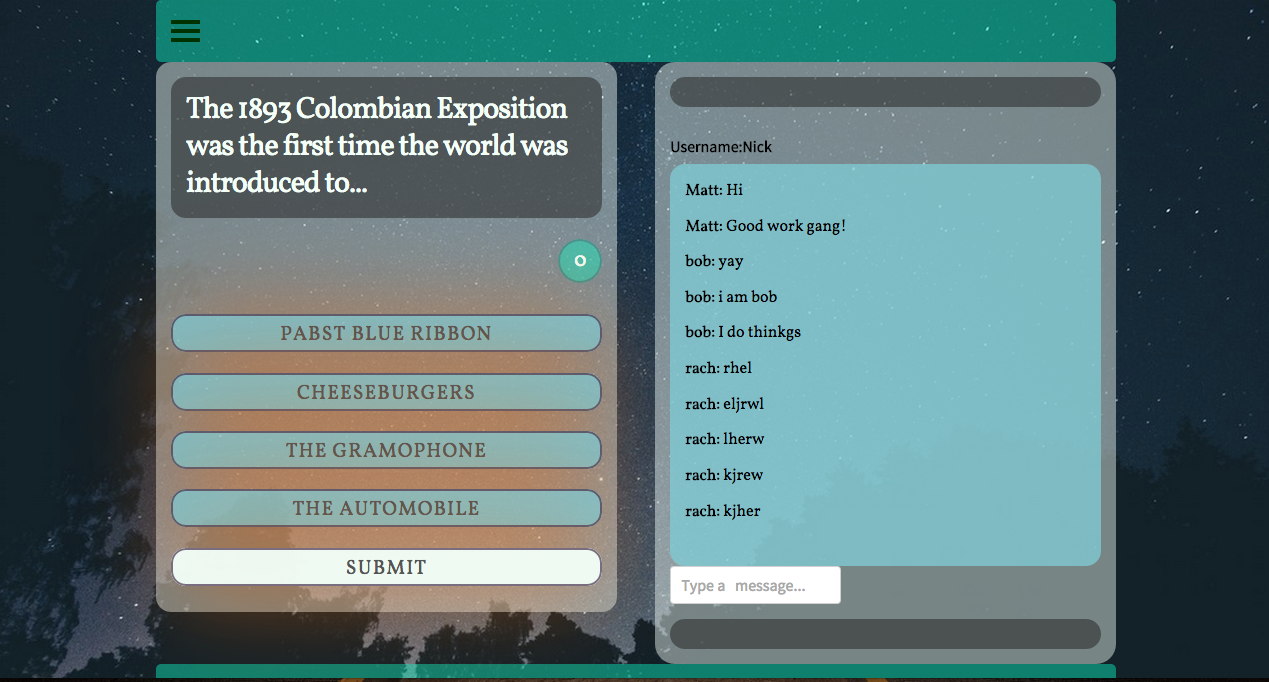 The 1893 Colombian Exposition
was the first time the world was
introduced to...
O
PABST BLUE RIBBON
CHEESEBURGERS
THE GRAMOPHONE
THE AUTOMOBILE
SUBMIT
Username:Nick
Matt: Hi
Matt: Good work gang!
bob: yay
bob: i am bob
bob: I do thinkgs
rach: rhel
rach: eljrwl
rach: lherw
rach: kjrew
rach: kjher
Type a message...